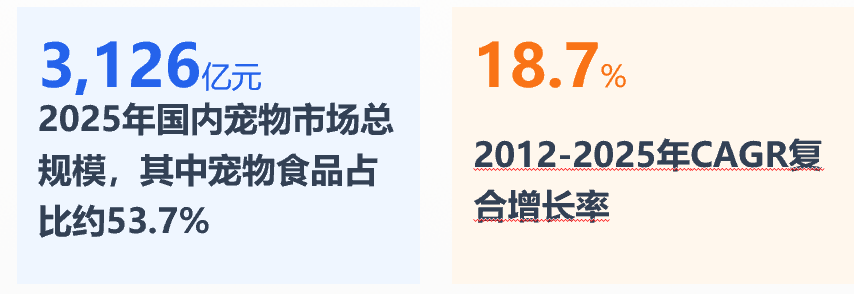 3,126亿元
2025年国内宠物市场总
规模，其中宠物食品占
比约53.7%
18.7%
2012-2025年CAGR复
合增长率